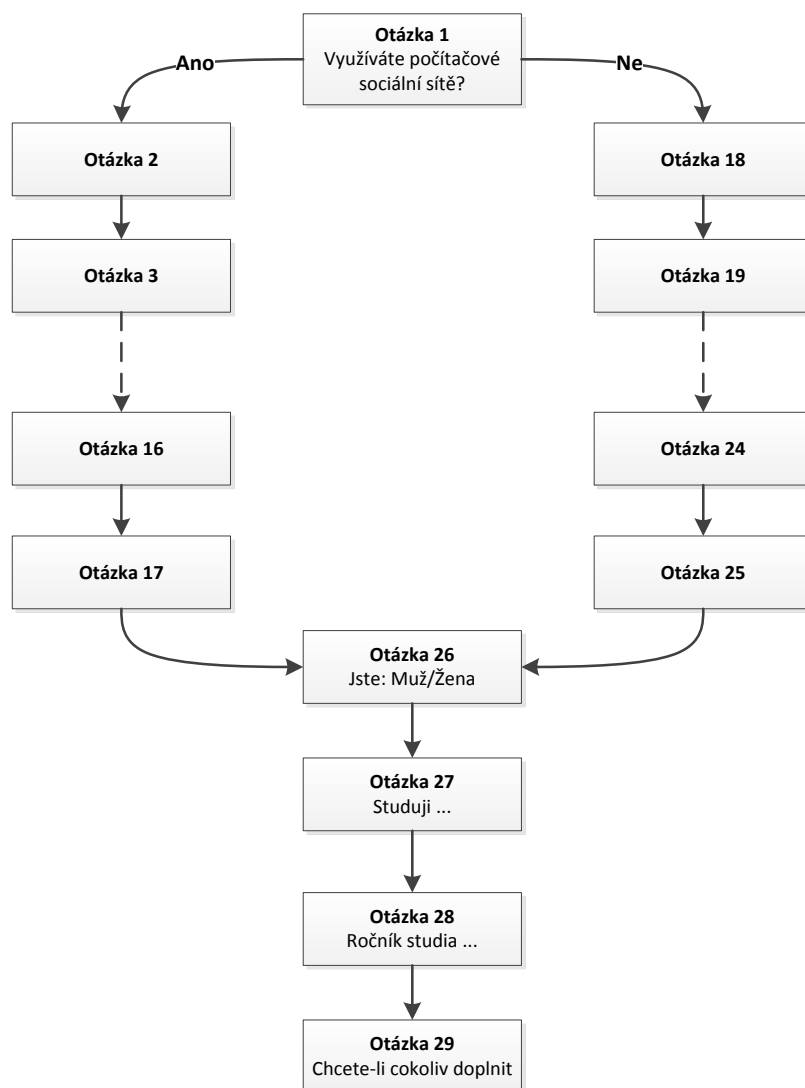 Otázka 1
Využíváte počítačové
sociální sítě?
Ano
Ne
Otázka 2
Otázka 18
Otázka 3
Otázka 19
Otázka 16
Otázka 24
Otázka 17
Otázka 25
Otázka 26
Jste: Muž/Žena
Otázka 27
Studuji ...
Otázka 28
Ročník studia ...
Otázka 29
Chcete-li cokoliv doplnit